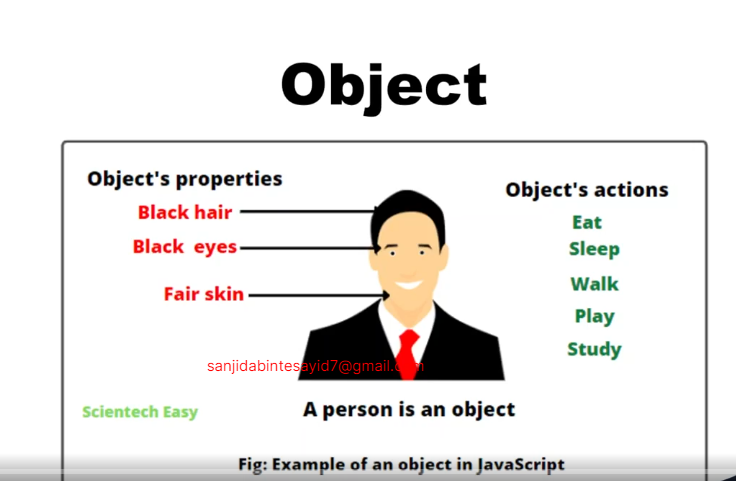 Object
Object's properties
Black hair
Black eyes
Fair skin
Object's actions
Eat
Sleep
Walk
Play
Study
sanjidabintesayid7@gmail.com
Scientech Easy
A person is an object
Fig: Example of an object in JavaScript